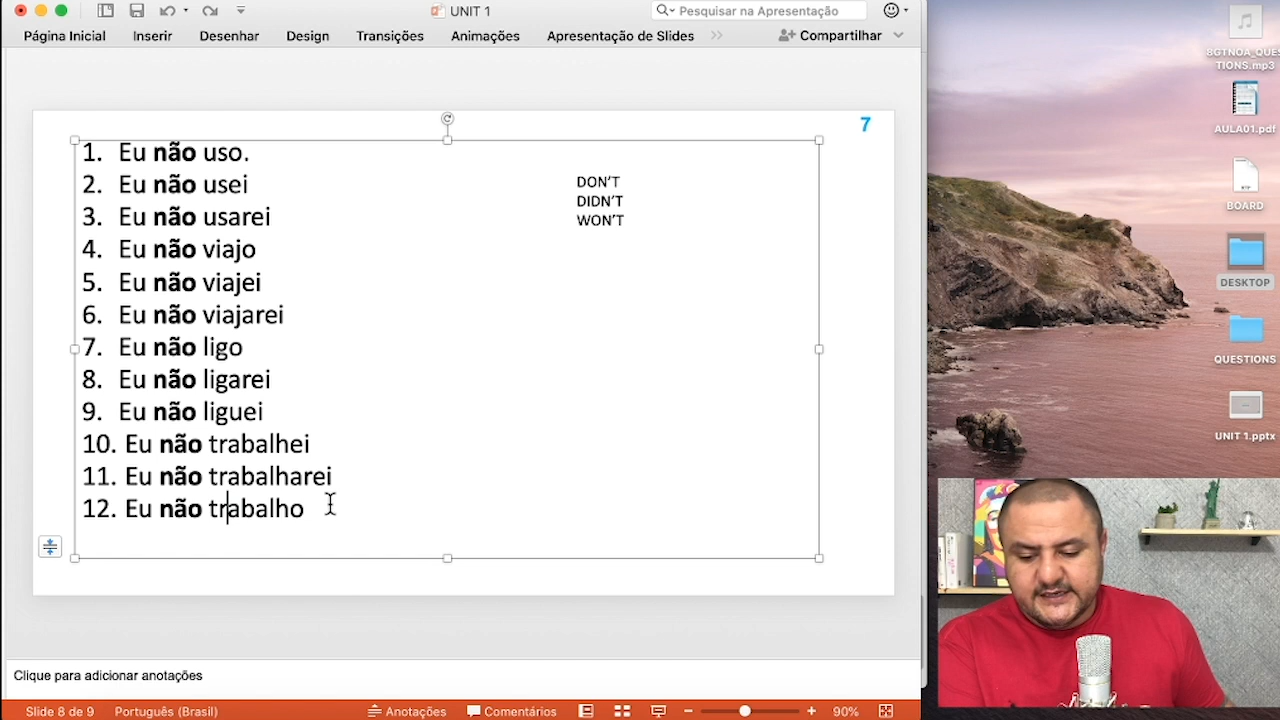 UNIT 1
Pesquisar na Apresentação
Página Inicial
Inserir
Desenhar
Design
Transições
Animações
Apresentação de Slides
Compartilhar
7
1. Eu não uso.
2. Eu não usei
3. Eu não usarei
4. Eu não viajo
5. Eu não viajei
6. Eu não viajarei
7. Eu não ligo
8. Eu não ligarei
9. Eu não liguei
10. Eu não trabalhei
11. Eu não trabalharei
12. Eu não trabalho
DON'T
DIDN'T
WON'T
Clique para adicionar anotações
Slide 8 de 9
Português (Brasil)
Anotações
Comentários
90%
8GTNOA_QUES
TIONS.mp3
AULA01.pdf
BOARD
DESKTOP
QUESTIONS
UNIT 1.pptx